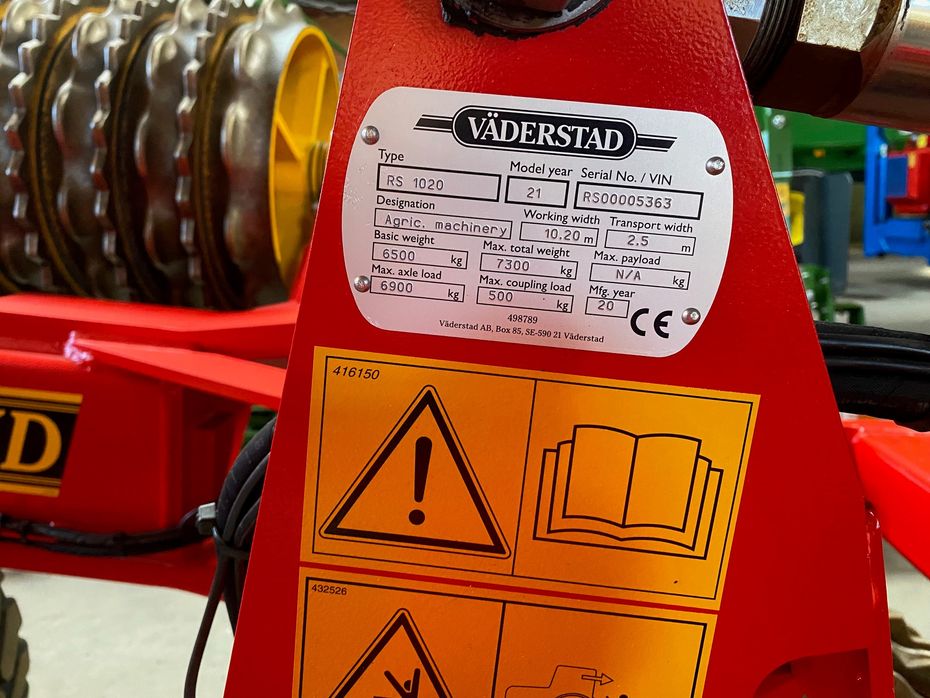 VÄDERSTAD
Type Model year Serial No. / VIN
RS 1020 21 RS00005363
Designation Working width Transport width
Agric. machinery 10.20 m 2.5 m
Basic weight Max. total weight Max. payload
6500 kg 7300 kg N/A kg
Max. axle load Max. coupling load Mfg. year
6900 kg 500 kg 20 CE
498789
Väderstad AB, Box 85, SE-590 21 Väderstad
416150
!
432526
D